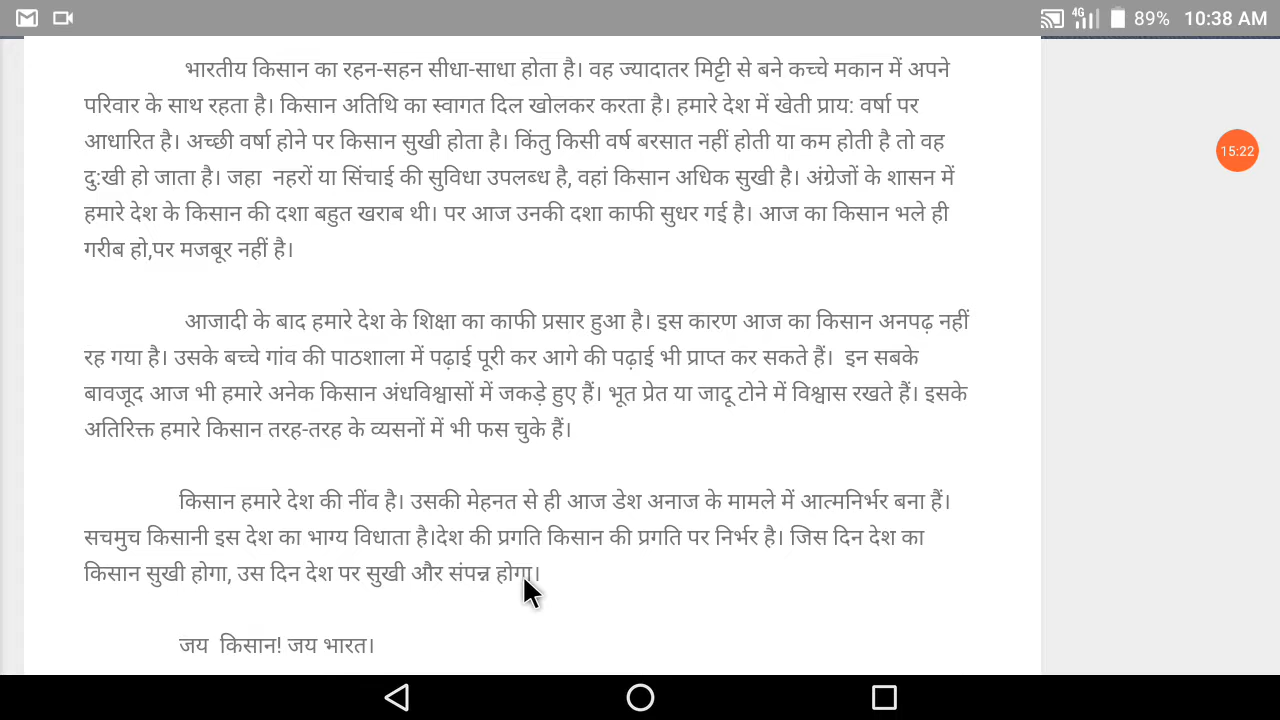 4G 89% 10:38 AM
भारतीय किसान का रहन-सहन सीधा-साधा होता है। वह ज्यादातर मिट्टी से बने कच्चे मकान में अपने
परिवार के साथ रहता है। किसान अतिथि का स्वागत दिल खोलकर करता है। हमारे देश में खेती प्राय: वर्षा पर
आधारित है। अच्छी वर्षा होने पर किसान सुखी होता है। किंतु किसी वर्ष बरसात नहीं होती या कम होती है तो वह
दु:खी हो जाता है। जहा  नहरों या सिंचाई की सुविधा उपलब्ध है, वहां किसान अधिक सुखी है। अंग्रेजों के शासन में
हमारे देश के किसान की दशा बहुत खराब थी। पर आज उनकी दशा काफी सुधर गई है। आज का किसान भले ही
गरीब हो,पर मजबूर नहीं है।
15:22
आजादी के बाद हमारे देश के शिक्षा का काफी प्रसार हुआ है। इस कारण आज का किसान अनपढ़ नहीं
रह गया है। उसके बच्चे गांव की पाठशाला में पढ़ाई पूरी कर आगे की पढ़ाई भी प्राप्त कर सकते हैं।  इन सबके
बावजूद आज भी हमारे अनेक किसान अंधविश्वासों में जकड़े हुए हैं। भूत प्रेत या जादू टोने में विश्वास रखते हैं। इसके
अतिरिक्त हमारे किसान तरह-तरह के व्यसनों में भी फस चुके हैं।
किसान हमारे देश की नींव है। उसकी मेहनत से ही आज डेश अनाज के मामले में आत्मनिर्भर बना हैं।
सचमुच किसानी इस देश का भाग्य विधाता है।देश की प्रगति किसान की प्रगति पर निर्भर है। जिस दिन देश का
किसान सुखी होगा, उस दिन देश पर सुखी और संपन्न होगा।
जय  किसान! जय भारत।